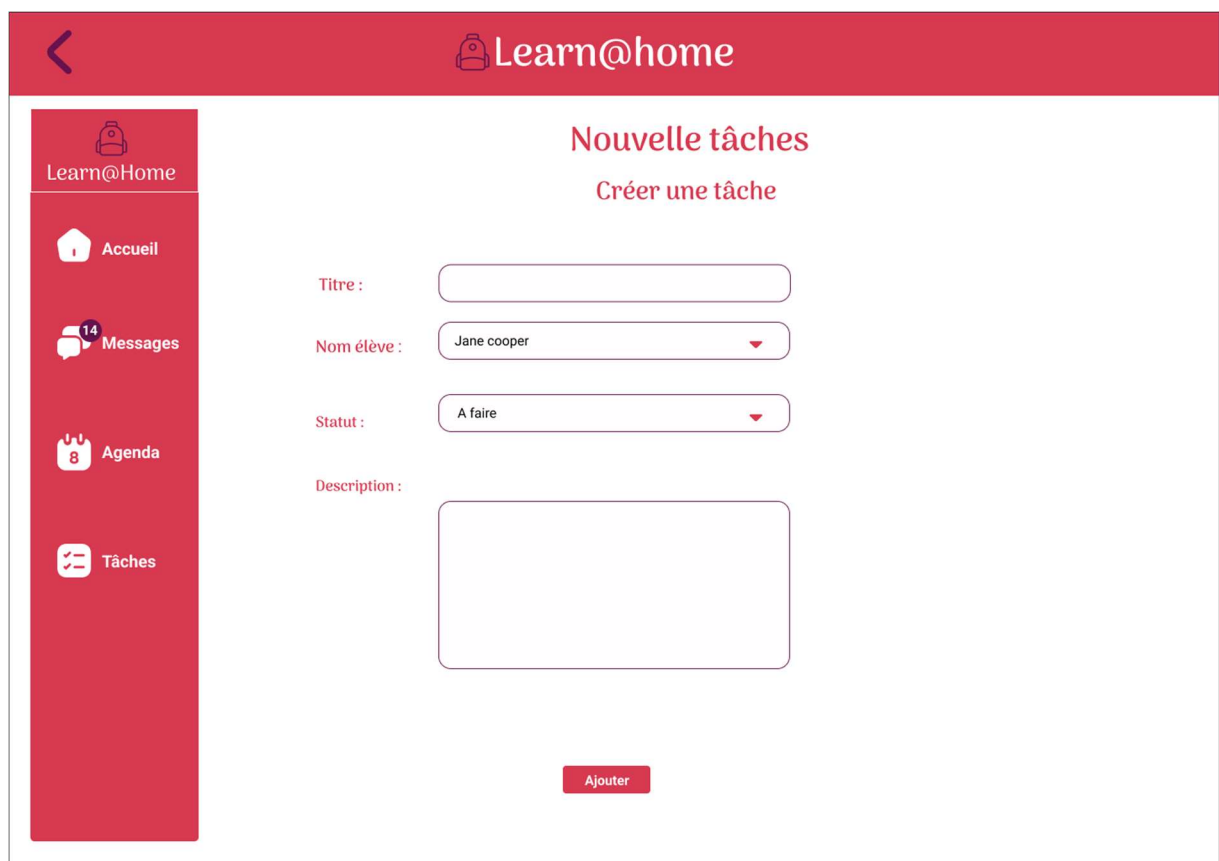 Learn@home
Learn@Home
Accueil
14
Messages
8
Agenda
Tâches
Nouvelle tâches
Créer une tâche
Titre :
Nom élève :
Jane cooper
Statut :
A faire
Description :
Ajouter